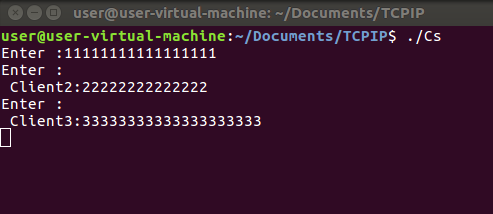 user@user-virtual-machine: ~/Documents/TCPIP
user@user-virtual-machine:~/Documents/TCPIP$ ./Cs
Enter :11111111111111111
Enter :
 Client2:22222222222222
Enter :
 Client3:33333333333333333333